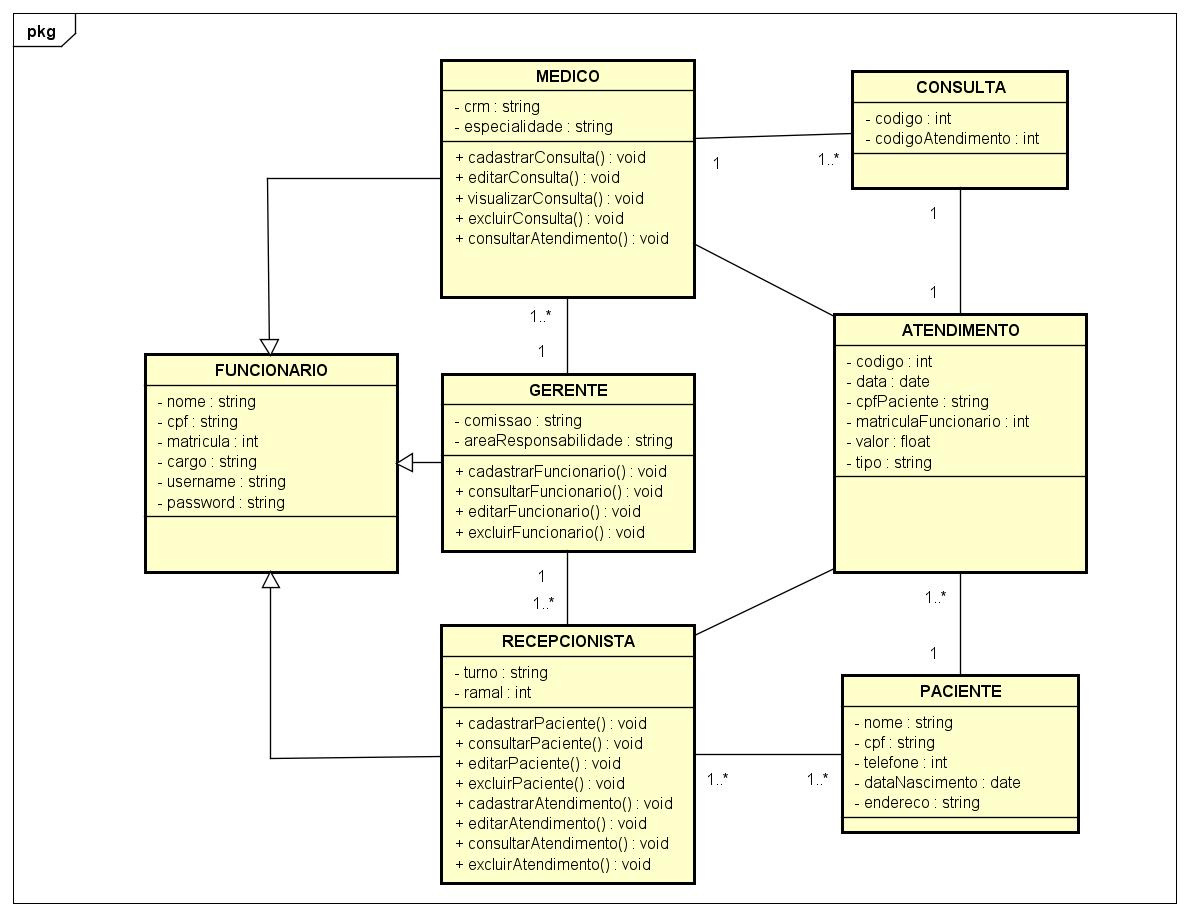 pkg
MEDICO
- crm : string
- especialidade : string
+ cadastrarConsulta() : void
+ editarConsulta() : void
+ visualizarConsulta() : void
+ excluirConsulta() : void
+ consultarAtendimento() : void
CONSULTA
- codigo : int
- codigoAtendimento : int
1
1..*
1
1
1..*
1
FUNCIONARIO
- nome : string
- cpf : string
- matricula : int
- cargo : string
- username : string
- password : string
GERENTE
- comissao : string
- areaResponsabilidade : string
+ cadastrarFuncionario() : void
+ consultarFuncionario() : void
+ editarFuncionario() : void
+ excluirFuncionario() : void
ATENDIMENTO
- codigo : int
- data : date
- cpfPaciente : string
- matriculaFuncionario : int
- valor : float
- tipo : string
1
1..*
1..*
1
RECEPCIONISTA
- turno : string
- ramal : int
+ cadastrarPaciente() : void
+ consultarPaciente() : void
+ editarPaciente() : void
+ excluirPaciente() : void
+ cadastrarAtendimento() : void
+ editarAtendimento() : void
+ consultarAtendimento() : void
+ excluirAtendimento() : void
1..*
1..*
PACIENTE
- nome : string
- cpf : string
- telefone : int
- dataNascimento : date
- endereco : string